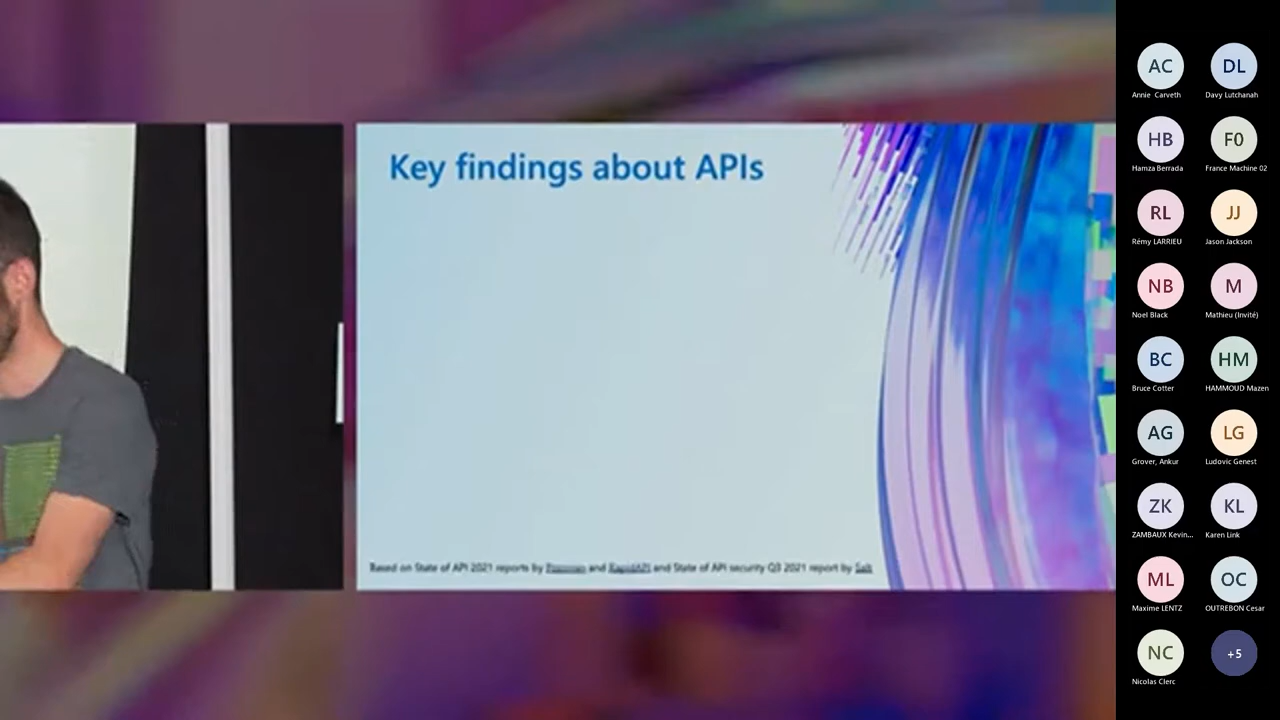 Key findings about APIs
Based on State of API 2021 reports by Postman and RapidAPI and State of API security Q3 2021 report by Salt
AC
DL
Annie Carveth
Davy Lutchanah
HB
F0
Hamza Berrada
France Machine 02
RL
JJ
Rémy LARRIEU
Jason Jackson
NB
M
Noel Black
Mathieu (Invité)
BC
HM
Bruce Cotter
HAMMOUD Mazen
AG
LG
Grover, Ankur
Ludovic Genest
ZK
KL
ZAMBAUX Kevin...
Karen Link
ML
OC
Maxime LENTZ
OUTREBON Cesar
NC
+5
Nicolas Clerc